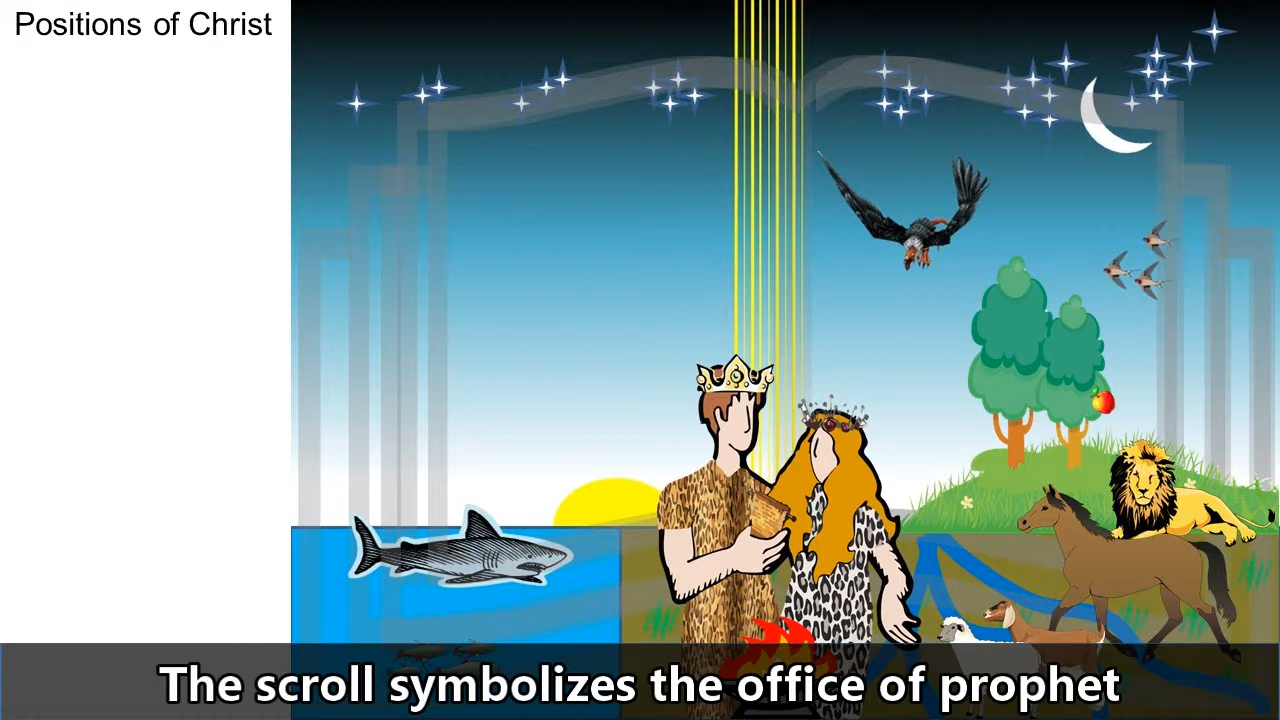 Positions of Christ
The scroll symbolizes the office of prophet